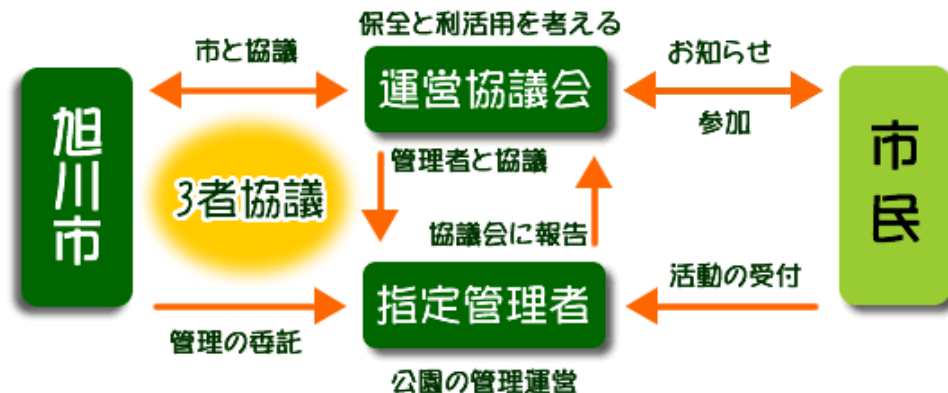 保全と利活用を考える
市と協議
運営協議会
お知らせ
参加
旭川市
3者協議
管理者と協議
協議会に報告
市民
指定管理者
活動の受付
管理の委託
公園の管理運営